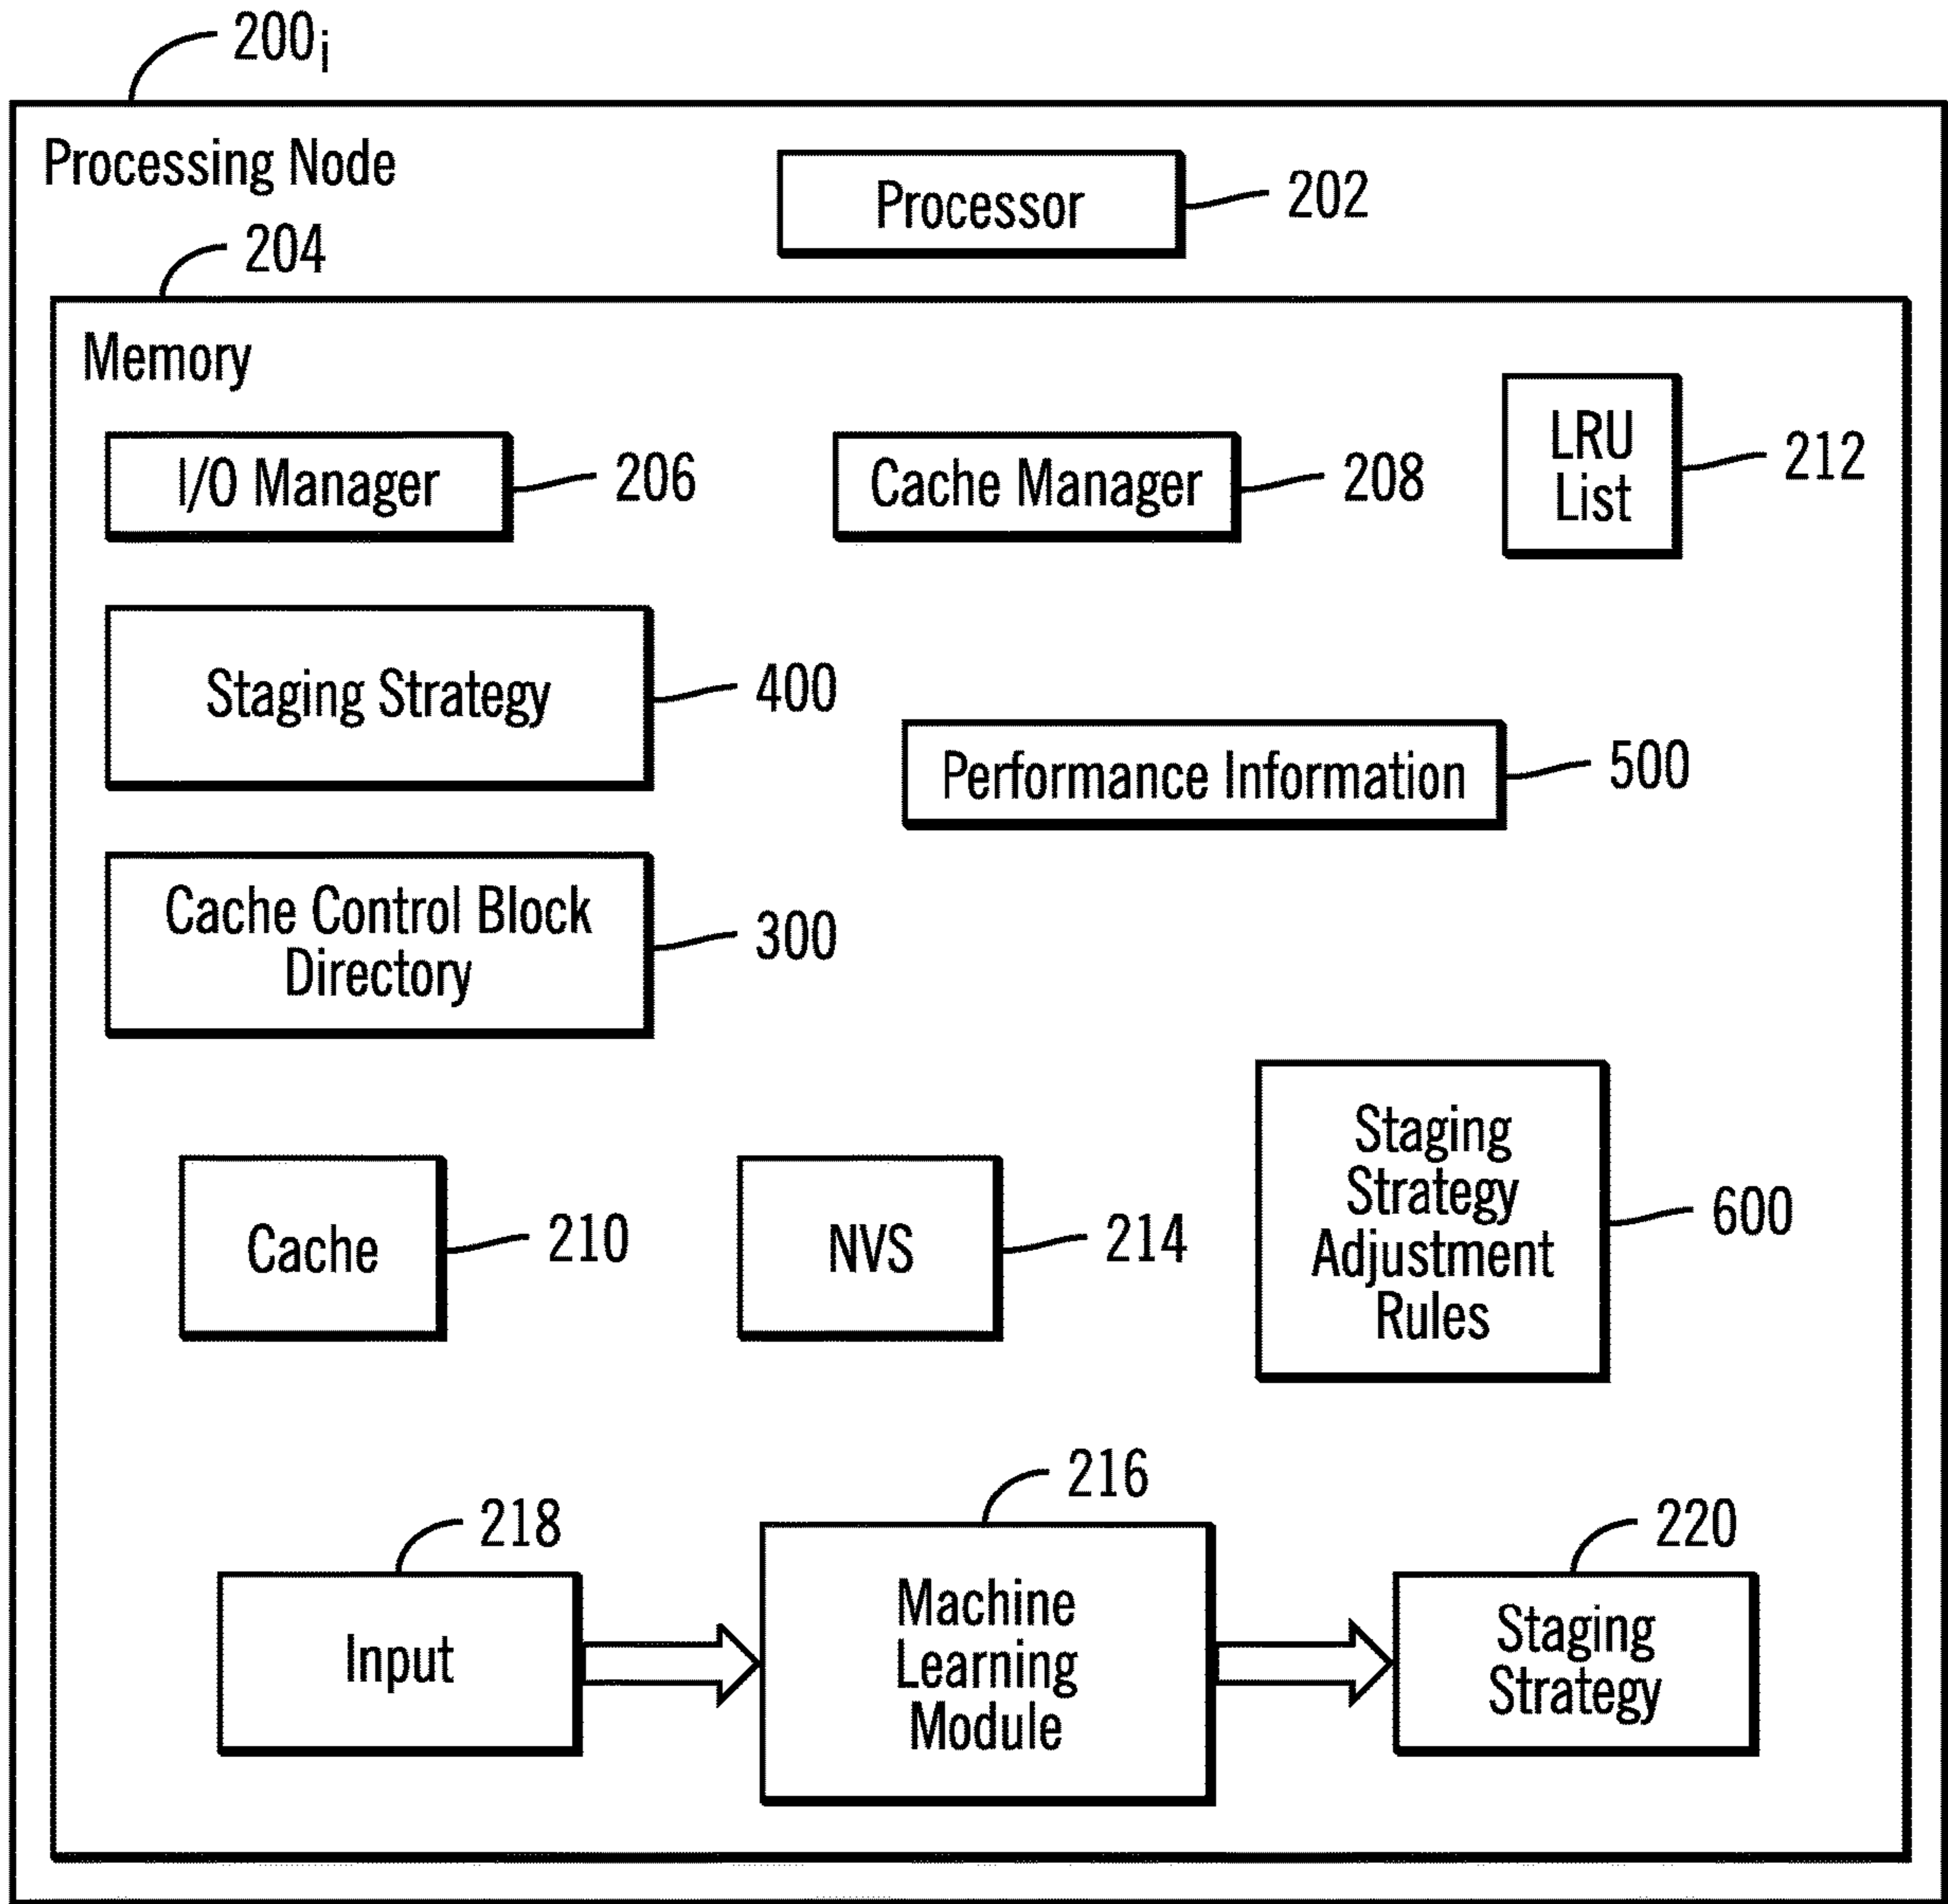 200i
Processing Node
Processor
202
204
Memory
I/O Manager
206
Cache Manager
208
LRU
List
212
Staging Strategy
400
Performance Information
500
Cache Control Block
Directory
300
Staging
Strategy
Adjustment
Rules
600
Cache
210
NVS
214
218
216
220
Input
Machine
Learning
Module
Staging
Strategy